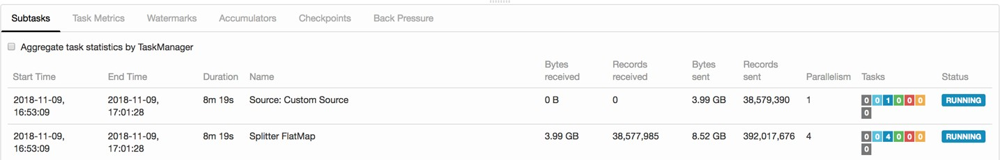 Subtasks Task Metrics Watermarks Accumulators Checkpoints Back Pressure
Aggregate task statistics by TaskManager
Start Time End Time Duration Name Bytes received Records received Bytes sent Records sent Parallelism Tasks Status
2018-11-09, 16:53:09 2018-11-09, 17:01:28 8m 19s Source: Custom Source 0 B 0 3.99 GB 38,579,390 1 0 0 1 0 0 0 0 RUNNING
2018-11-09, 16:53:09 2018-11-09, 17:01:28 8m 19s Splitter FlatMap 3.99 GB 38,577,985 8.52 GB 392,017,676 4 0 0 4 0 0 0 0 RUNNING